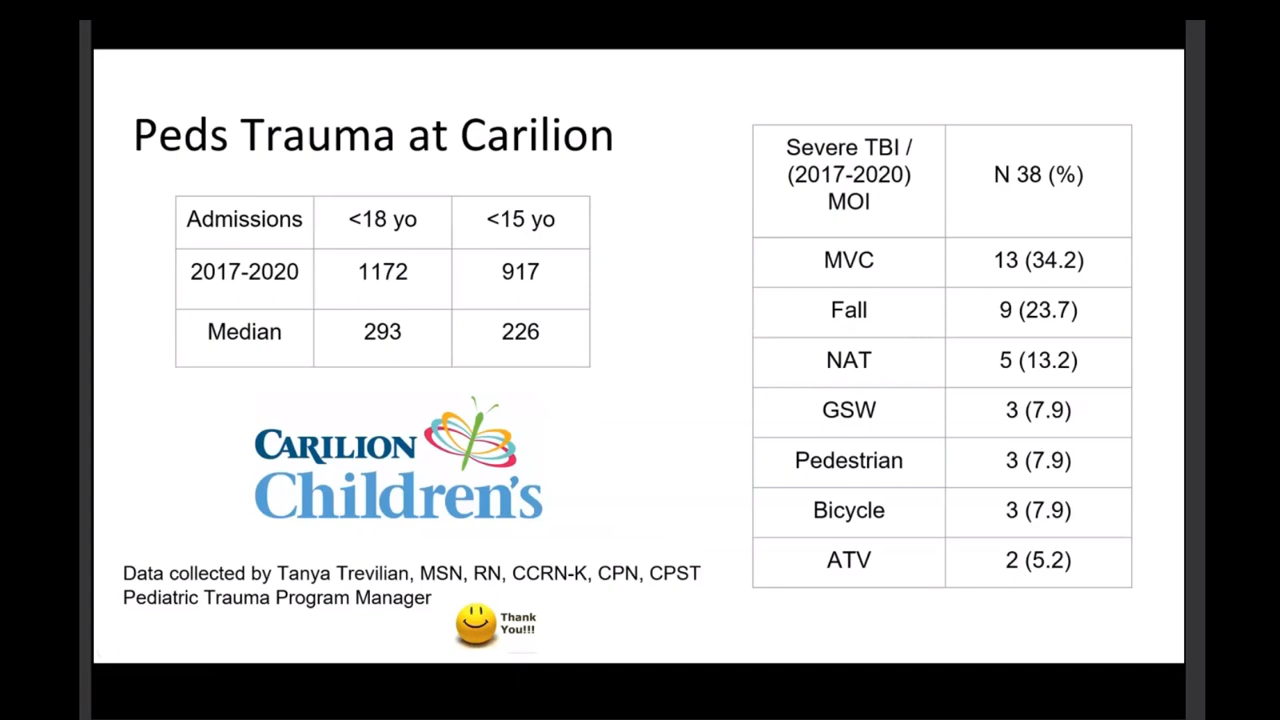 Peds Trauma at Carilion
Admissions <18 yo <15 yo
2017-2020 1172 917
Median 293 226
CARILION
Children's
Data collected by Tanya Trevilian, MSN, RN, CCRN-K, CPN, CPST
Pediatric Trauma Program Manager
Thank
You!!!
Severe TBI /
(2017-2020)
MOI
N 38 (%)
MVC 13 (34.2)
Fall 9 (23.7)
NAT 5 (13.2)
GSW 3 (7.9)
Pedestrian 3 (7.9)
Bicycle 3 (7.9)
ATV 2 (5.2)